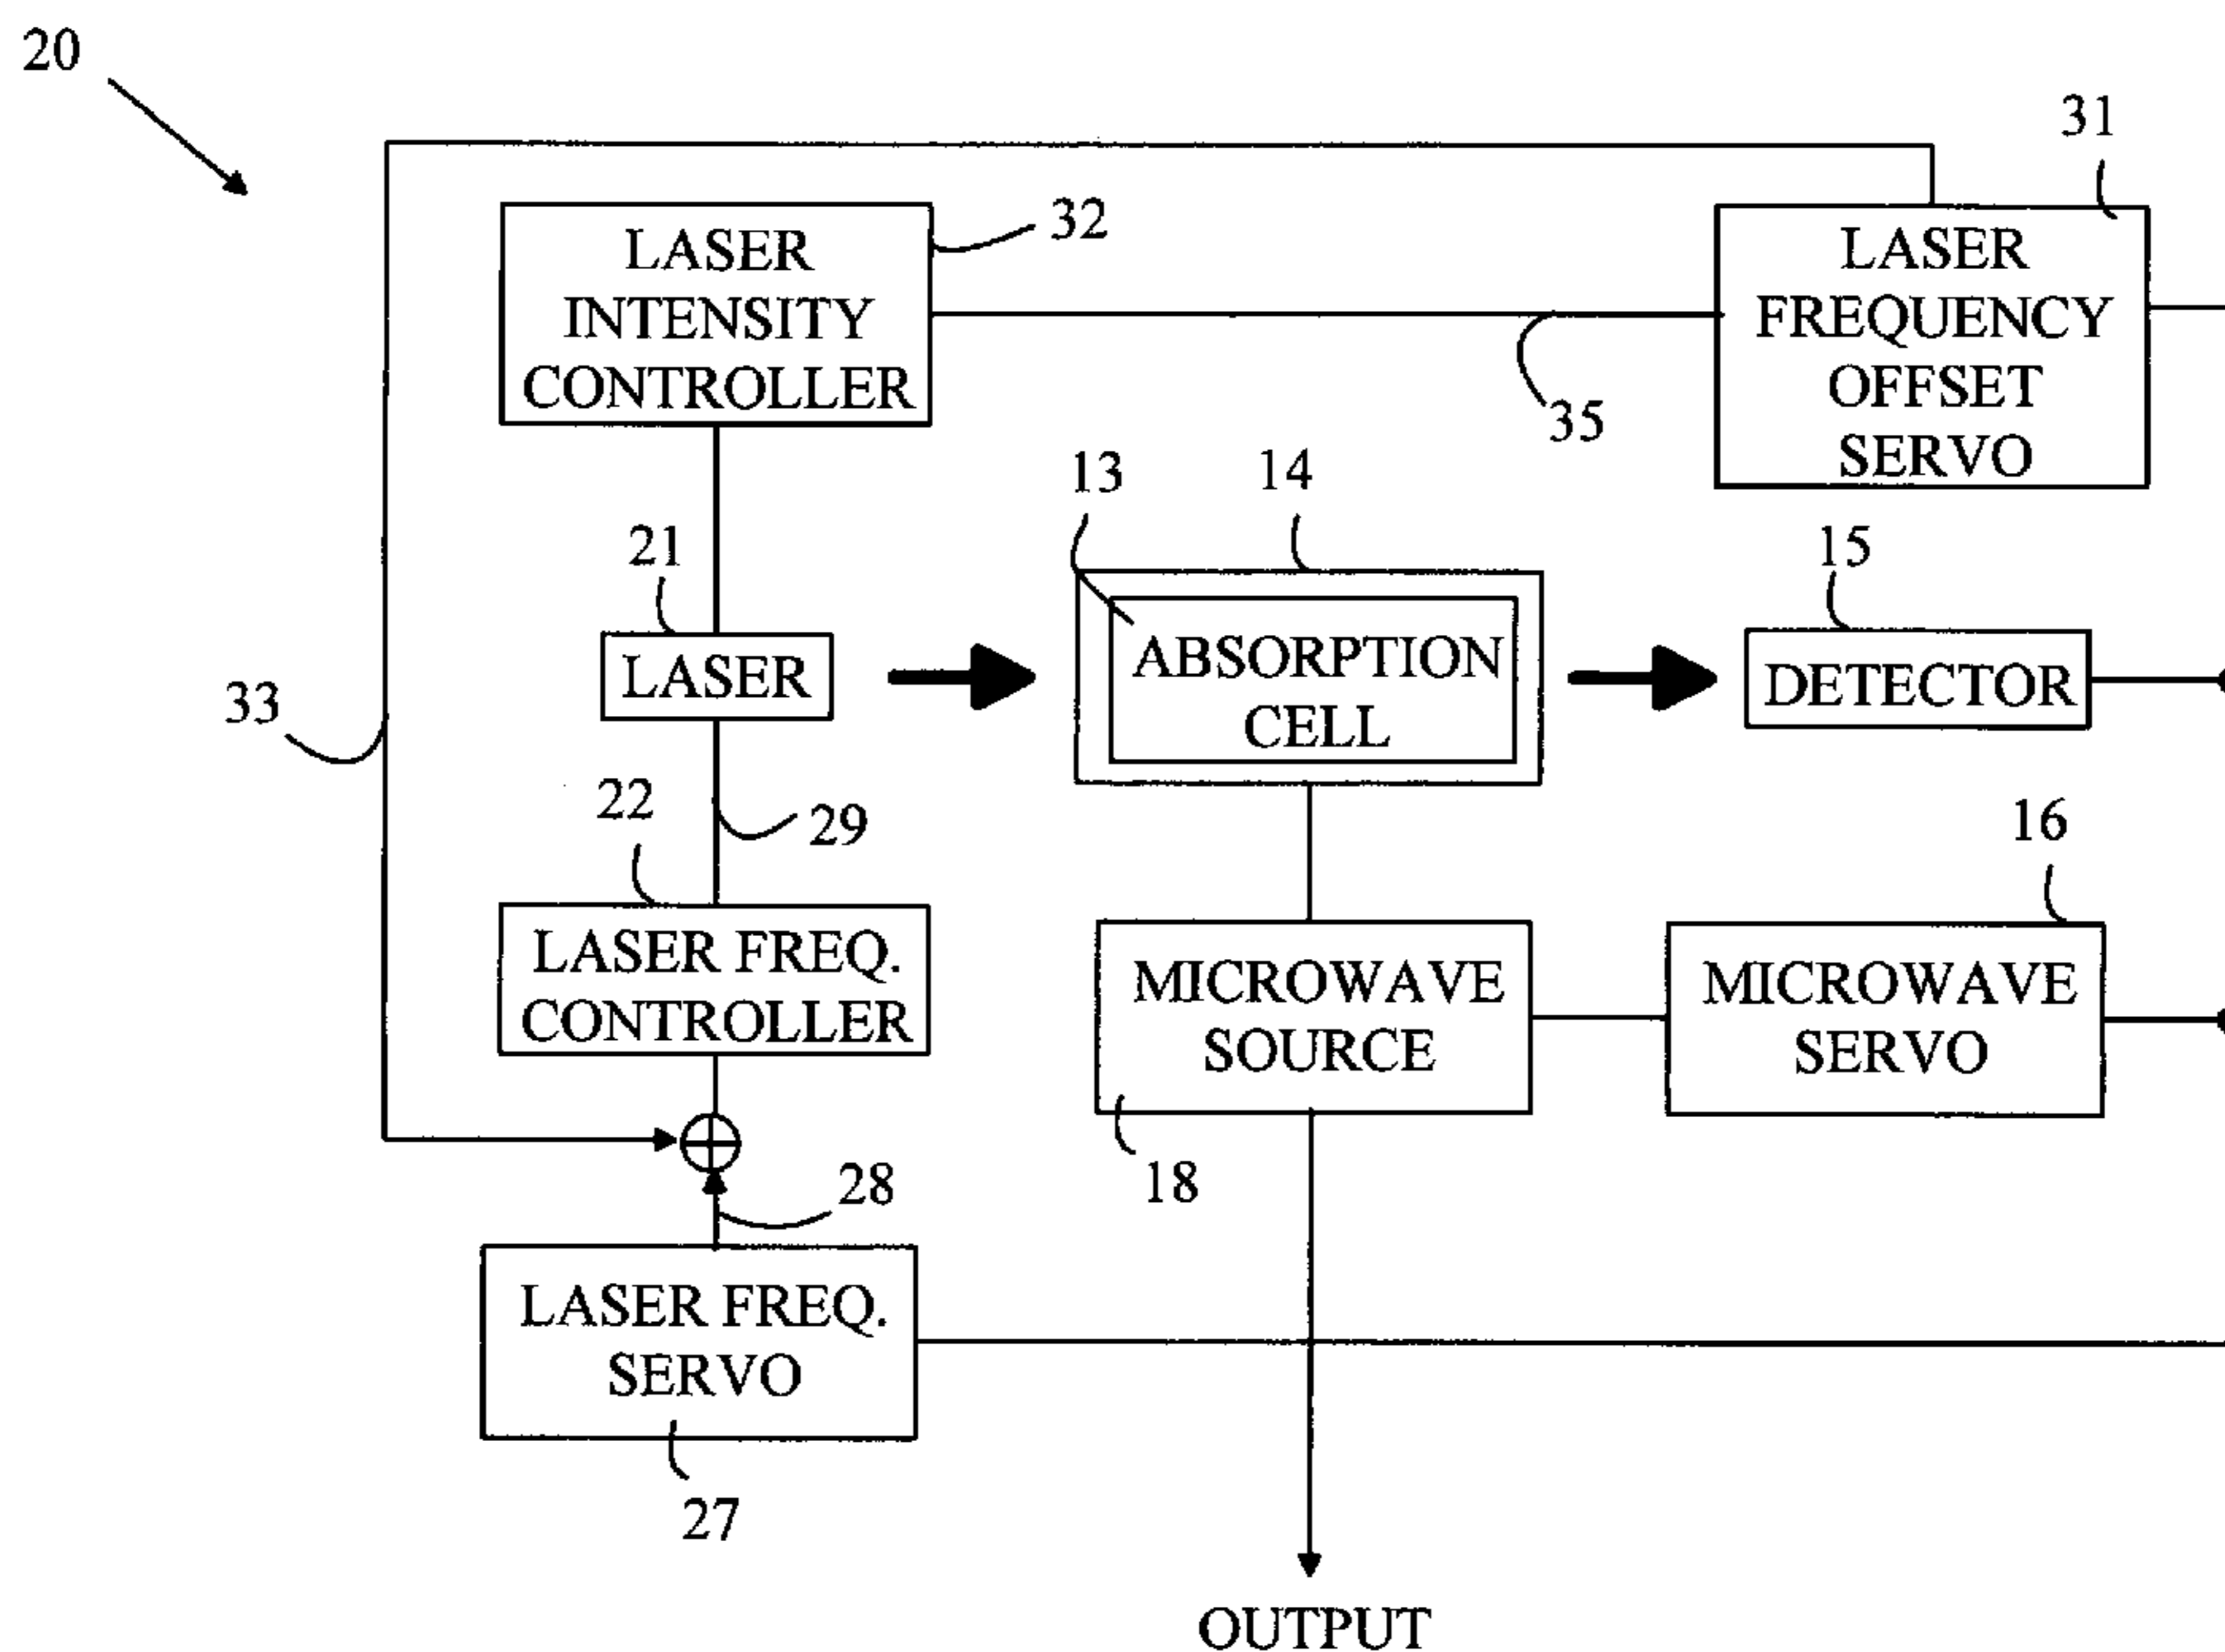 20
31
32
LASER
INTENSITY
CONTROLLER
LASER
FREQUENCY
OFFSET
SERVO
35
13
14
21
15
LASER
ABSORPTION
CELL
DETECTOR
33
22
29
16
LASER FREQ.
CONTROLLER
MICROWAVE
SOURCE
MICROWAVE
SERVO
28
18
LASER FREQ.
SERVO
27
OUTPUT